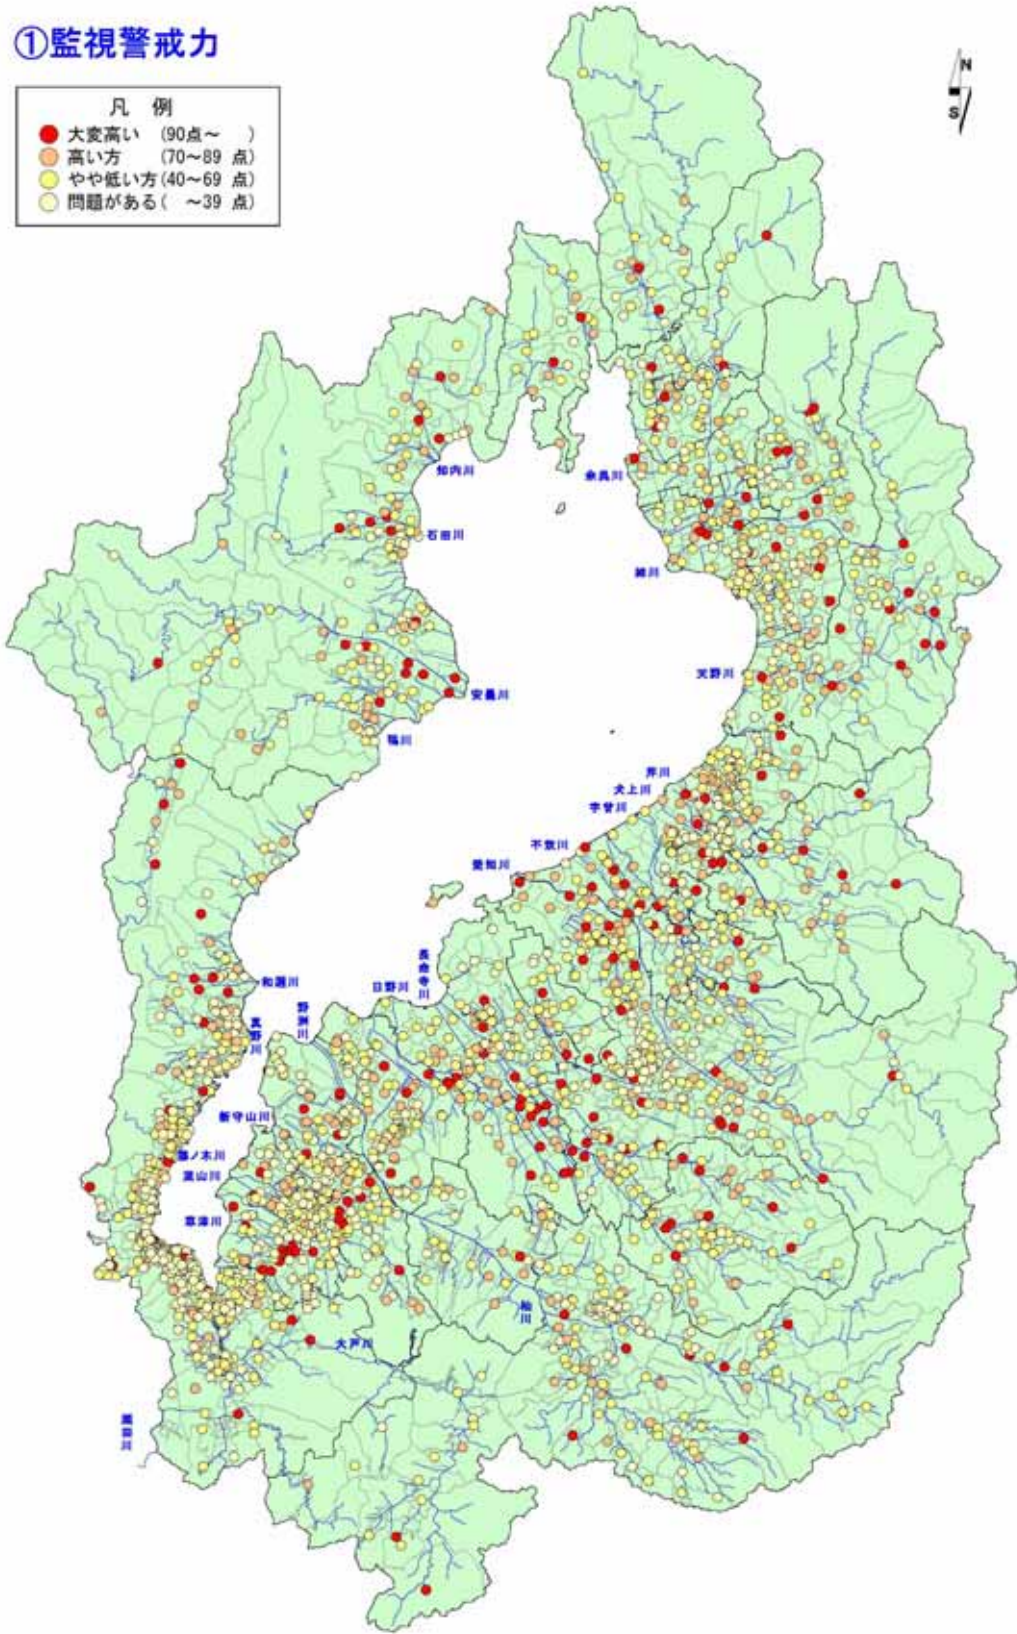 ①監視警戒力
N
S
凡 例
大変高い (90点～ )
高い方 (70～89 点)
やや低い方(40～69 点)
問題がある( ～39 点)
知内川
余呉川
石田川
姉川
天野川
安曇川
鴨川
芹川
犬上川
宇曽川
不飲川
愛知川
長命寺川
日野川
野洲川
和邇川
真野川
新守山川
葉山川
草津川
杣川
大戸川